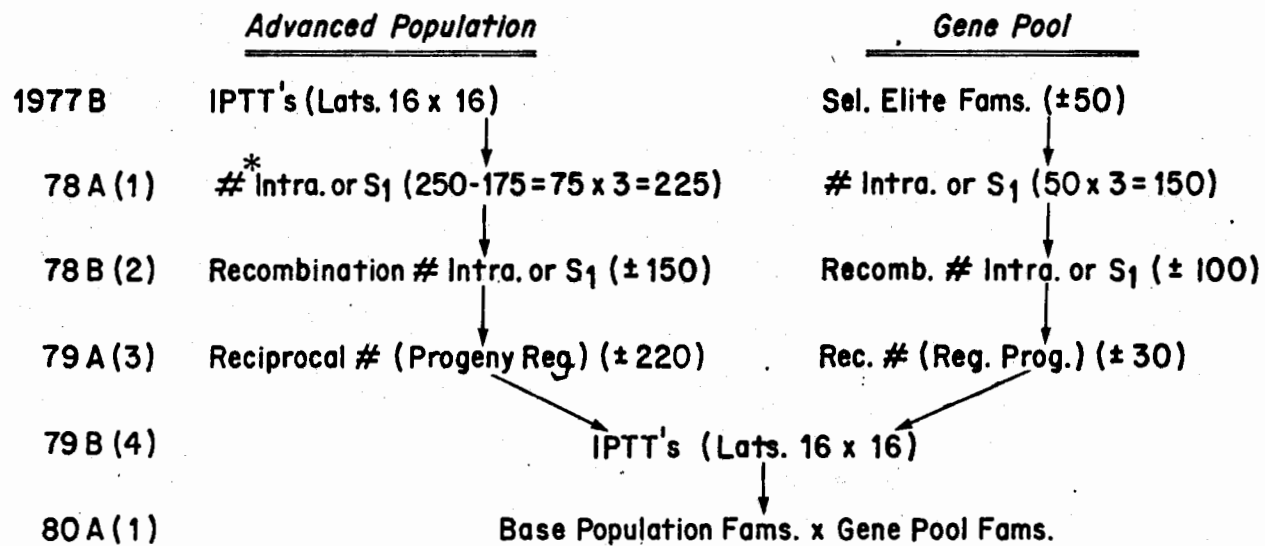 Advanced Population Gene Pool
1977 B IPTT's (Lats. 16 x 16) Sel. Elite Fams. (±50)
78 A (1) #* Intra. or S1 (250-175=75 x 3=225) # Intra. or S1 (50 x 3=150)
78 B (2) Recombination # Intra. or S1 (±150) Recomb. # Intra. or S1 (± 100)
79 A (3) Reciprocal # (Progeny Reg.) (±220) Rec. # (Reg. Prog.) (±30)
79 B (4) IPTT's (Lats. 16 x 16)
80 A (1) Base Population Fams. x Gene Pool Fams.